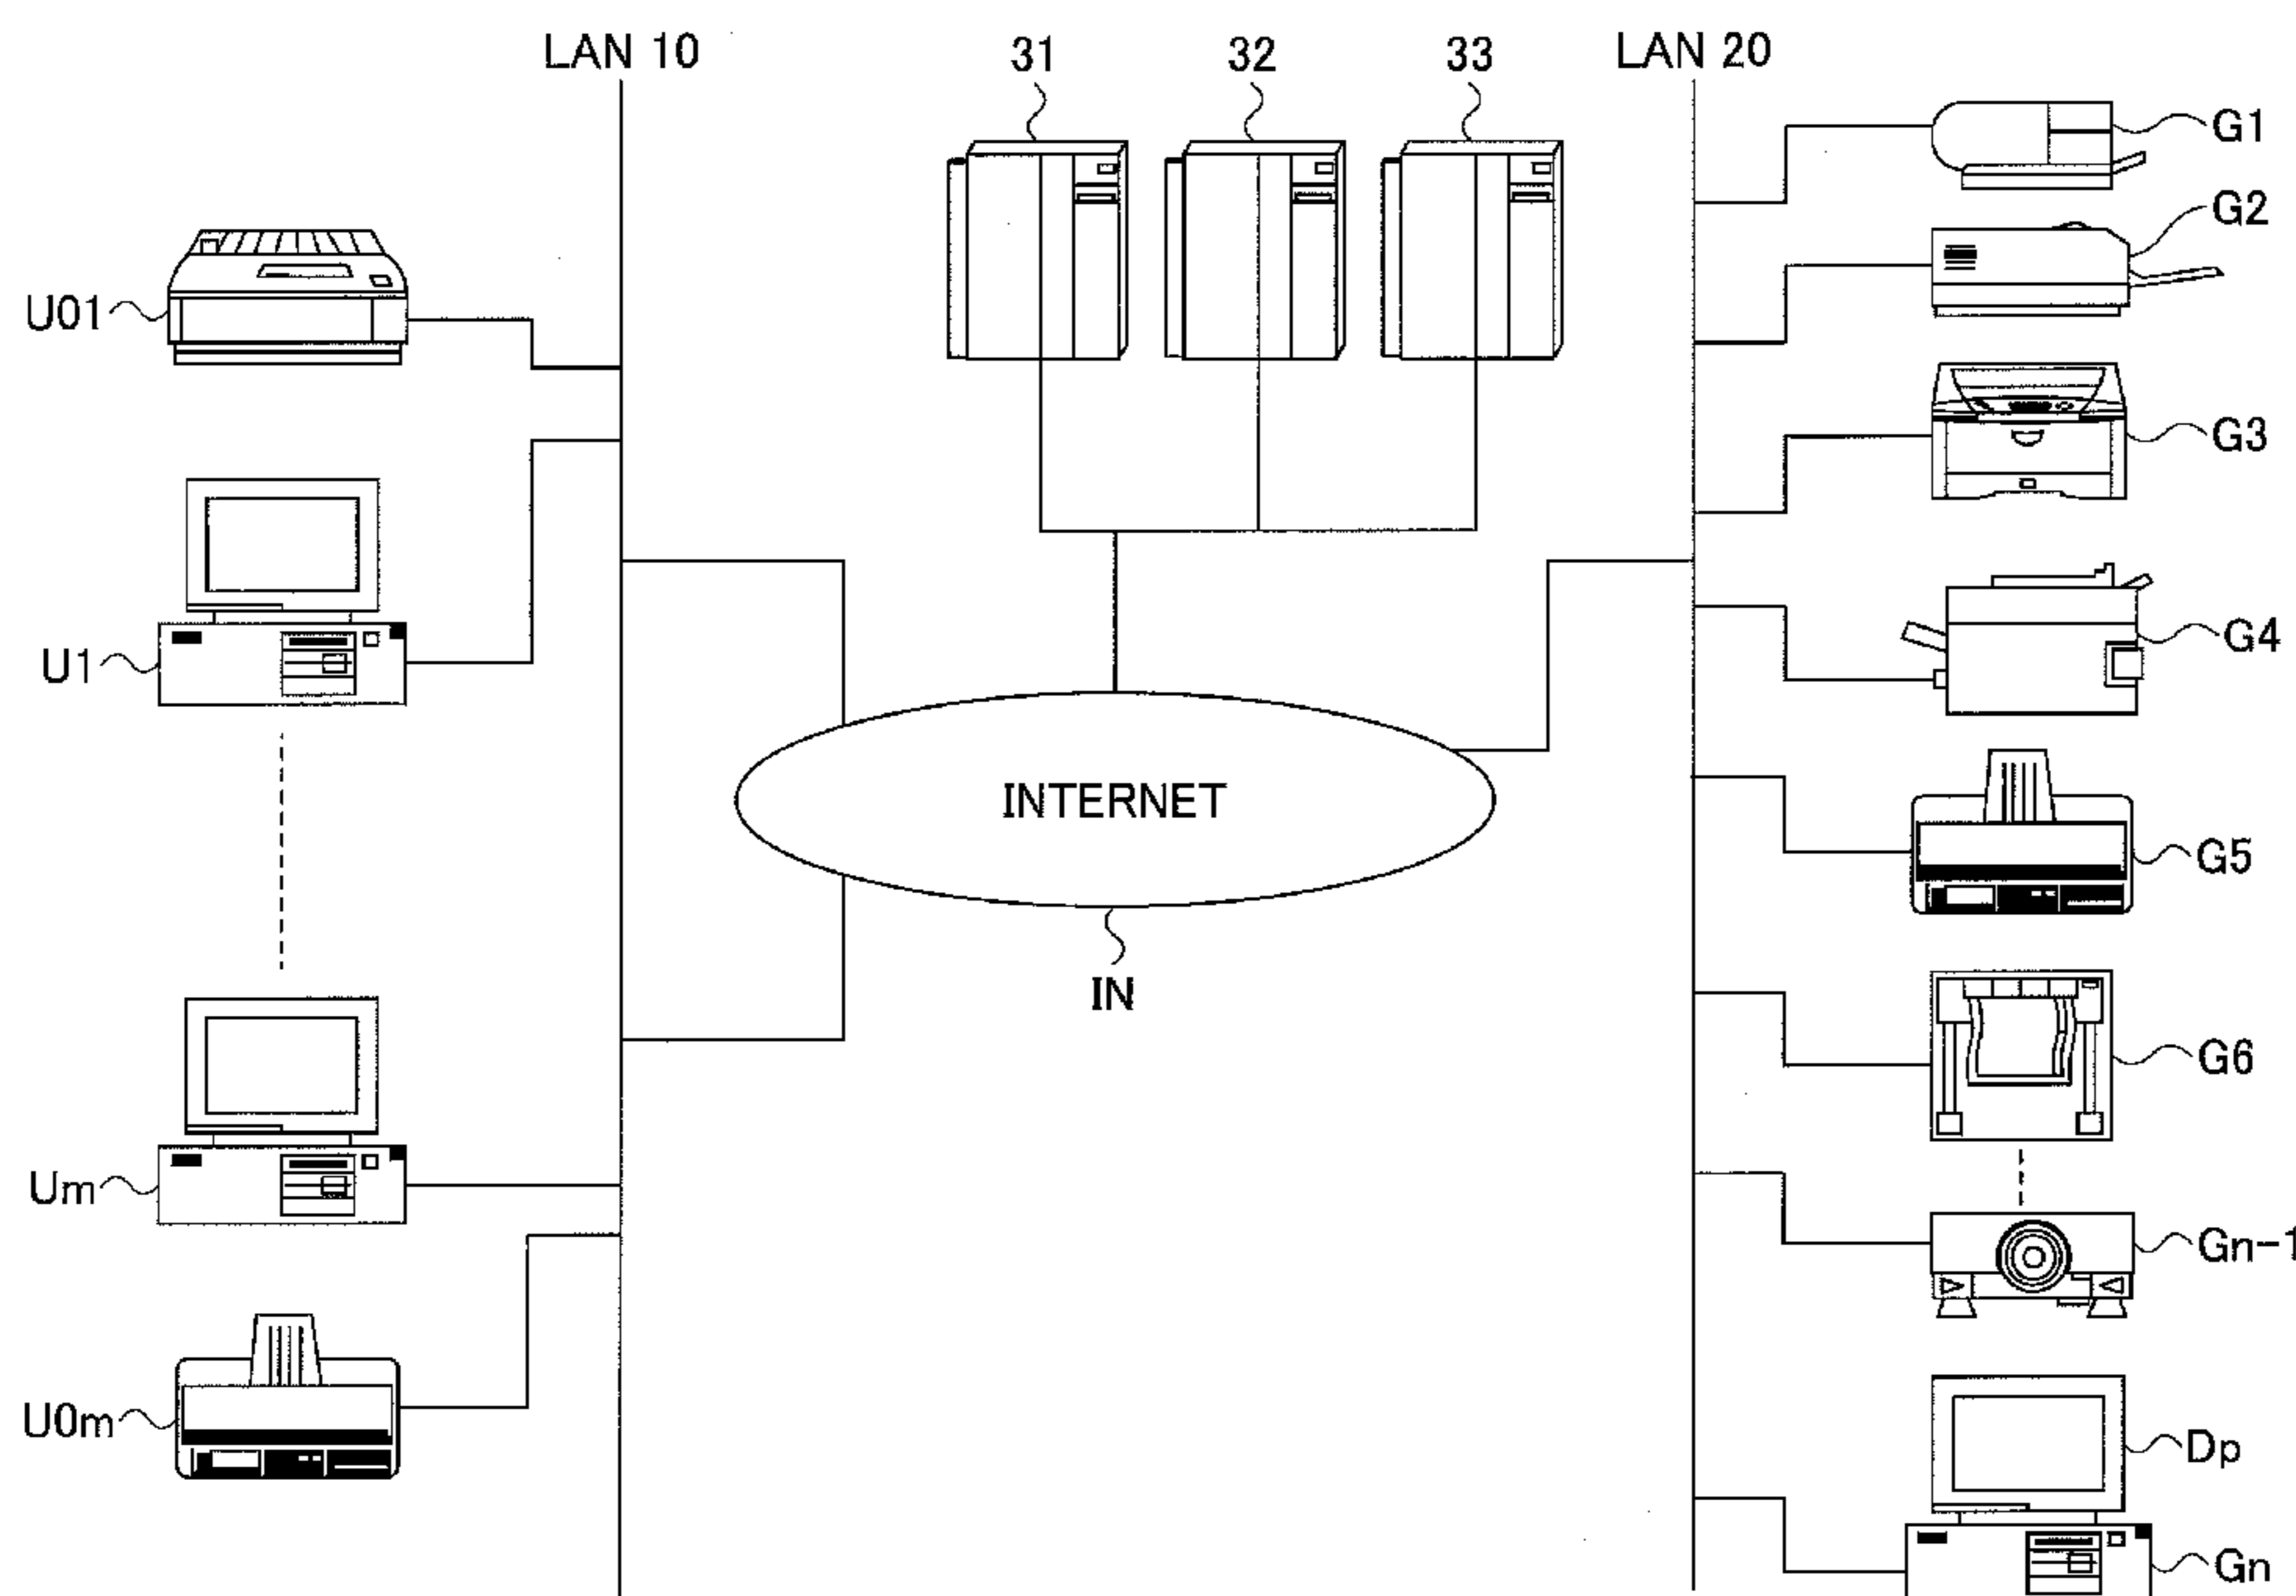 LAN 10
31
32
33
LAN 20
G1
G2
U01
G3
U1
G4
INTERNET
G5
IN
G6
Um
Gn-1
U0m
Dp
Gn